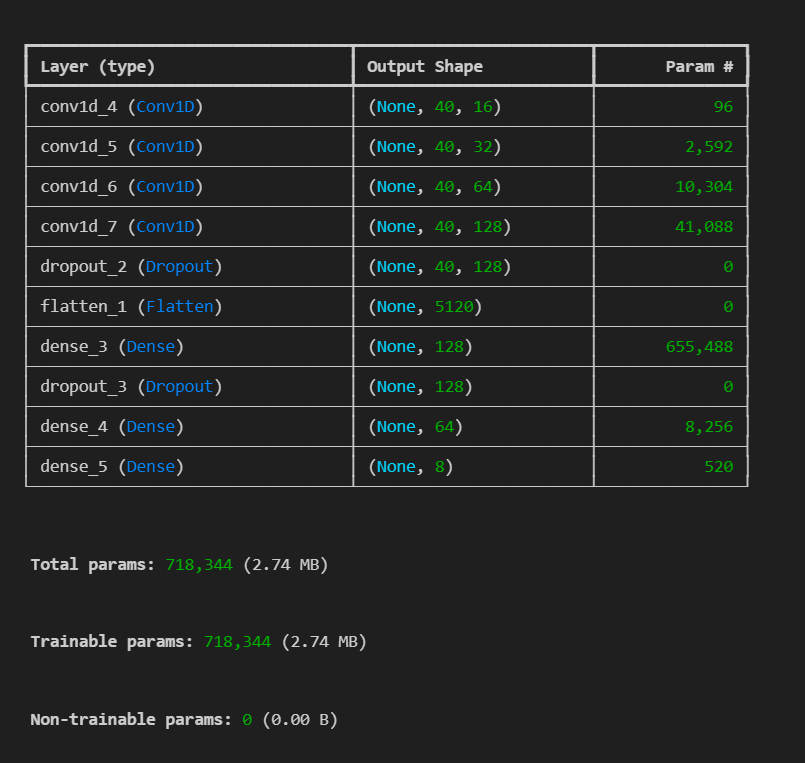 Layer (type) Output Shape Param #
conv1d_4 (Conv1D) (None, 40, 16) 96
conv1d_5 (Conv1D) (None, 40, 32) 2,592
conv1d_6 (Conv1D) (None, 40, 64) 10,304
conv1d_7 (Conv1D) (None, 40, 128) 41,088
dropout_2 (Dropout) (None, 40, 128) 0
flatten_1 (Flatten) (None, 5120) 0
dense_3 (Dense) (None, 128) 655,488
dropout_3 (Dropout) (None, 128) 0
dense_4 (Dense) (None, 64) 8,256
dense_5 (Dense) (None, 8) 520
Total params: 718,344 (2.74 MB)
Trainable params: 718,344 (2.74 MB)
Non-trainable params: 0 (0.00 B)